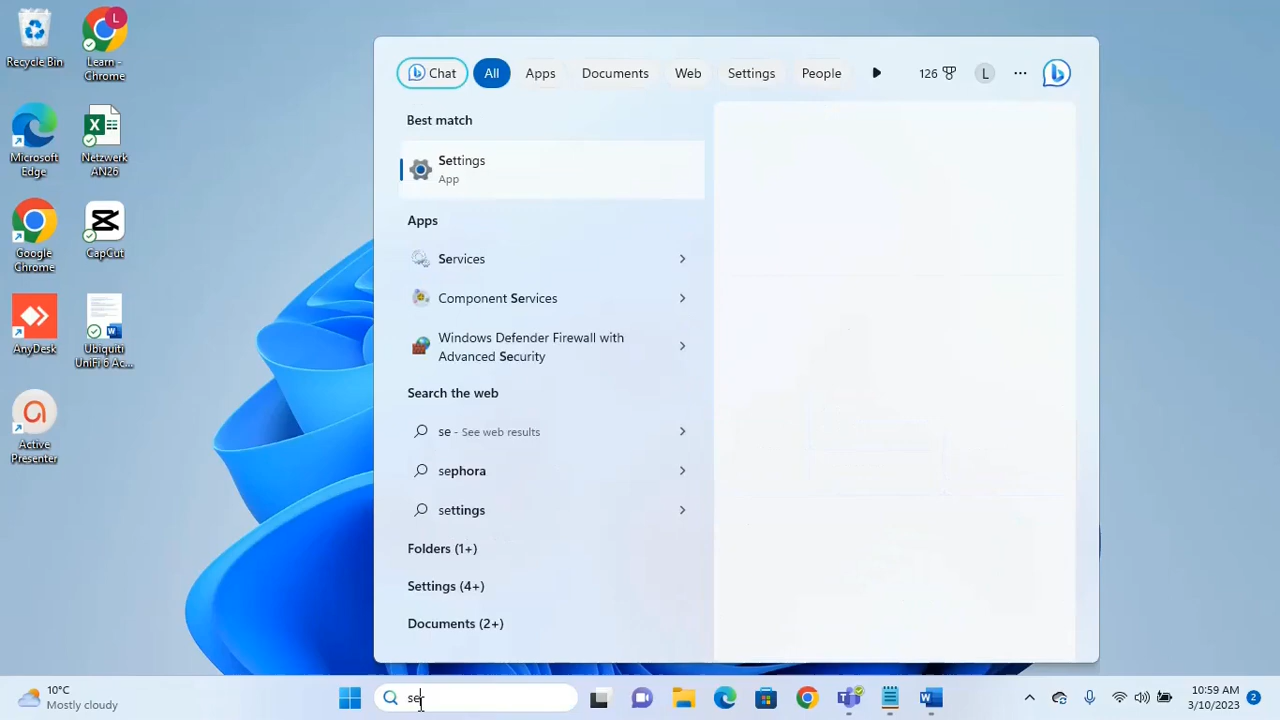 Recycle Bin
Learn -
Chrome
Microsoft
Edge
Netzwerk
AN26
Google
Chrome
CapCut
AnyDesk
Ubiquiti
UniFi 6 Ac...
Active
Presenter
Chat
All
Apps
Documents
Web
Settings
People
126
L
...
Best match
Settings
App
Apps
Services
Component Services
Windows Defender Firewall with
Advanced Security
Search the web
se - See web results
sephora
settings
Folders (1+)
Settings (4+)
Documents (2+)
10°C
Mostly cloudy
se
10:59 AM
3/10/2023
2